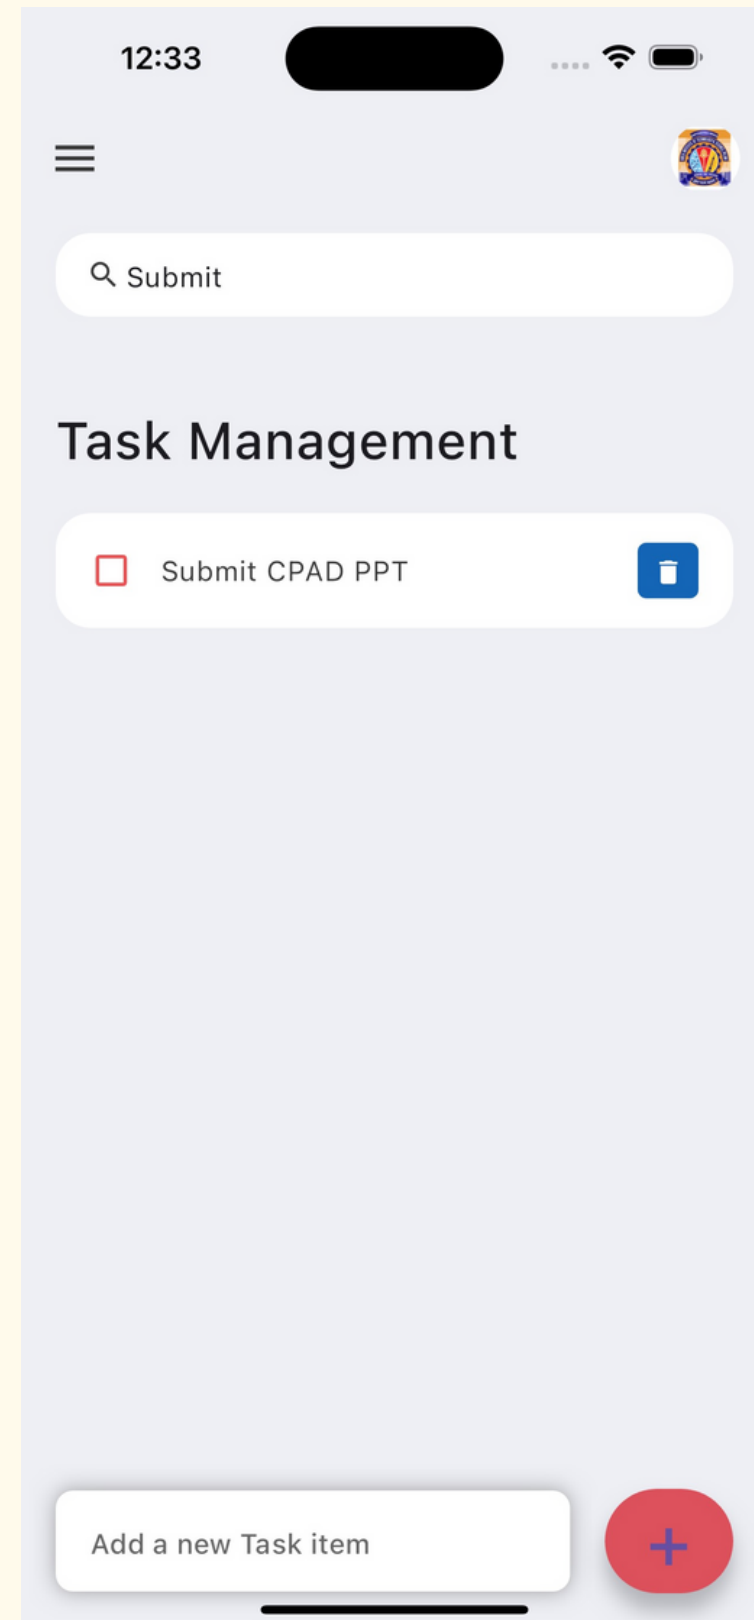 12:33
Submit
Task Management
Submit CPAD PPT
Add a new Task item